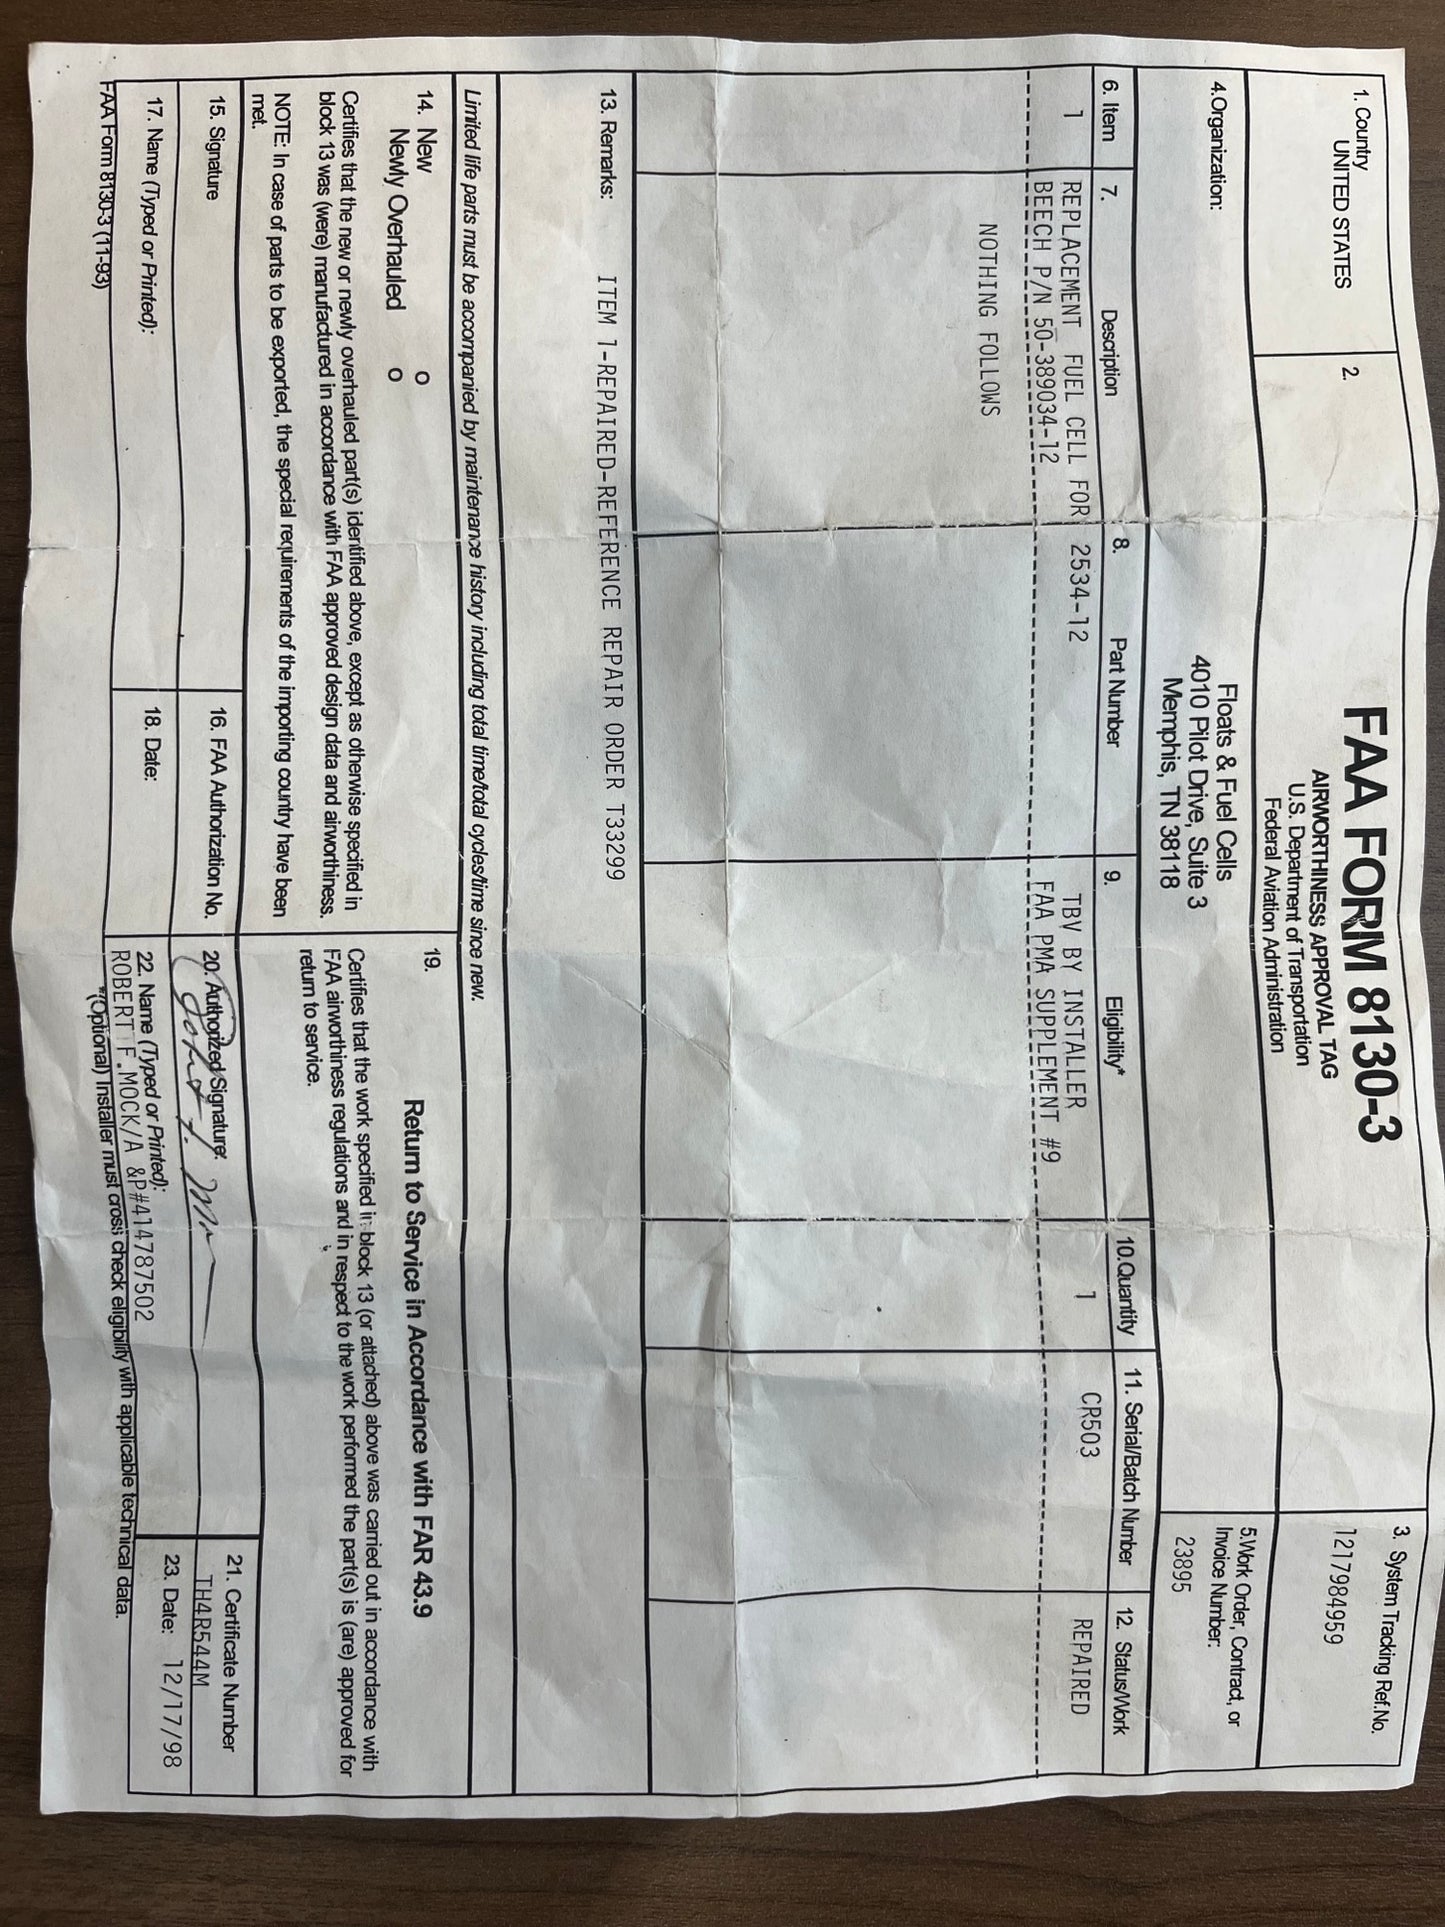 1. Country
UNITED STATES
2.
FAA FORM 8130-3
AIRWORTHINESS APPROVAL TAG
U.S. Department of Transportation
Federal Aviation Administration
3. System Tracking Ref.No.
1217984959
4.Organization:
Floats & Fuel Cells
4010 Pilot Drive, Suite 3
Memphis, TN 38118
5.Work Order, Contract, or
Invoice Number:
23895
6. Item
7. Description
8. Part Number
9. Eligibility*
10.Quantity
11. Serial/Batch Number
12. Status/Work
1 REPLACEMENT FUEL CELL FOR 2534-12 TBV BY INSTALLER 1 CR503 REPAIRED
BEECH P/N 50-389034-12 FAA PMA SUPPLEMENT #9
NOTHING FOLLOWS
13. Remarks: ITEM 1-REPAIRED-REFERENCE REPAIR ORDER T33299
Limited life parts must be accompanied by maintenance history including total time/total cycles/time since new.
14. New o
Newly Overhauled o
Certifies that the new or newly overhauled part(s) identified above, except as otherwise specified in
block 13 was (were) manufactured in accordance with FAA approved design data and airworthiness.
NOTE: In case of parts to be exported, the special requirements of the importing country have been
met.
19. Return to Service in Accordance with FAR 43.9
Certifies that the work specified in block 13 (or attached) above was carried out in accordance with
FAA airworthiness regulations and in respect to the work performed the part(s) is (are) approved for
return to service.
15. Signature
16. FAA Authorization No.
20. Authorized Signature:
21. Certificate Number
TH4R544M
17. Name (Typed or Printed):
18. Date:
22. Name (Typed or Printed):
ROBERT F.MOCK/A &P#414787502
23. Date: 12/17/98
FAA Form 8130-3 (11-93)
*(Optional) Installer must cross check eligibility with applicable technical data.